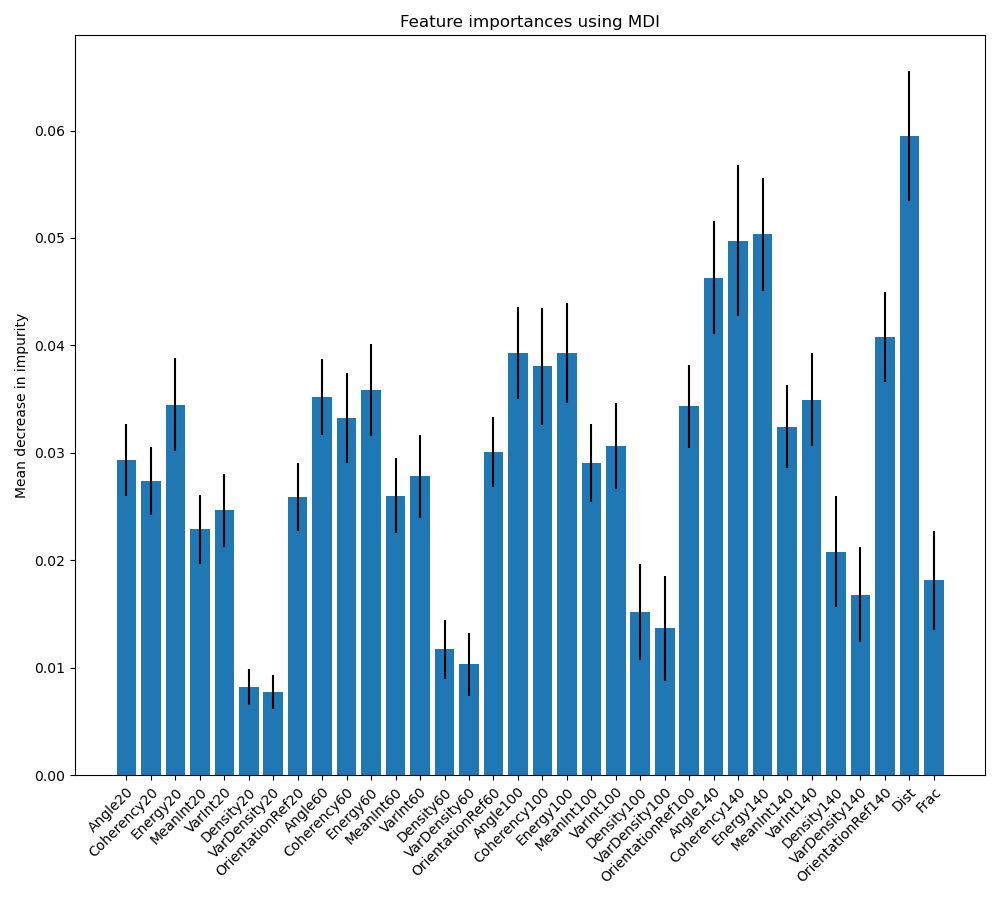 Feature importances using MDI
Mean decrease in impurity
0.06
0.05
0.04
0.03
0.02
0.01
0.00
Angle20
Coherency20
Energy20
MeanInt20
VarInt20
Density20
VarDensity20
OrientationRef20
Angle60
Coherency60
Energy60
MeanInt60
VarInt60
Density60
VarDensity60
OrientationRef60
Angle100
Coherency100
Energy100
MeanInt100
VarInt100
Density100
VarDensity100
OrientationRef100
Angle140
Coherency140
Energy140
MeanInt140
VarInt140
Density140
VarDensity140
OrientationRef140
Dist
Frac